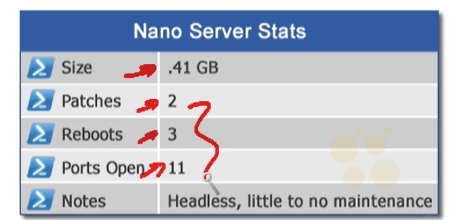 Nano Server Stats
Size .41 GB
Patches 2
Reboots 3
Ports Open 11
Notes Headless, little to no maintenance